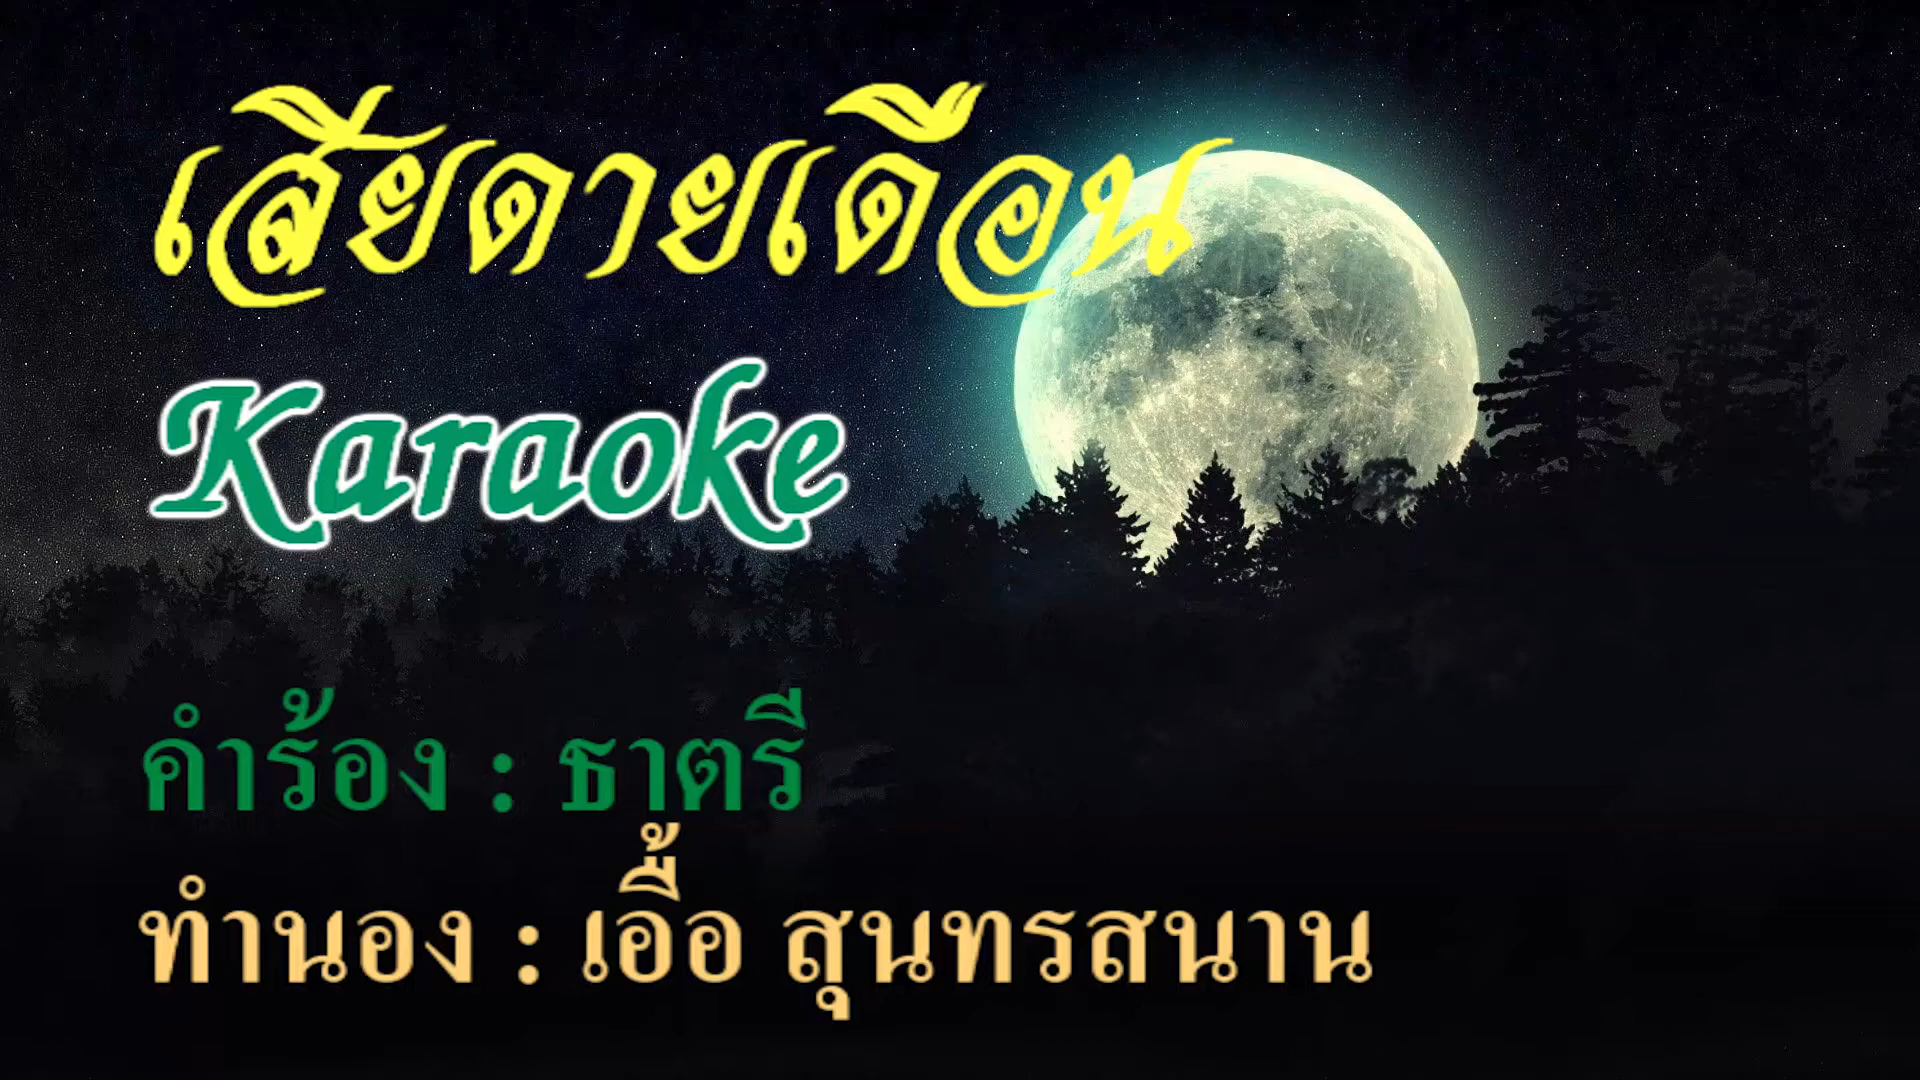 เสียดายเดือน
Karaoke
คำร้อง : ธาตรี
ทำนอง : เอื้อ สุนทรสนาน